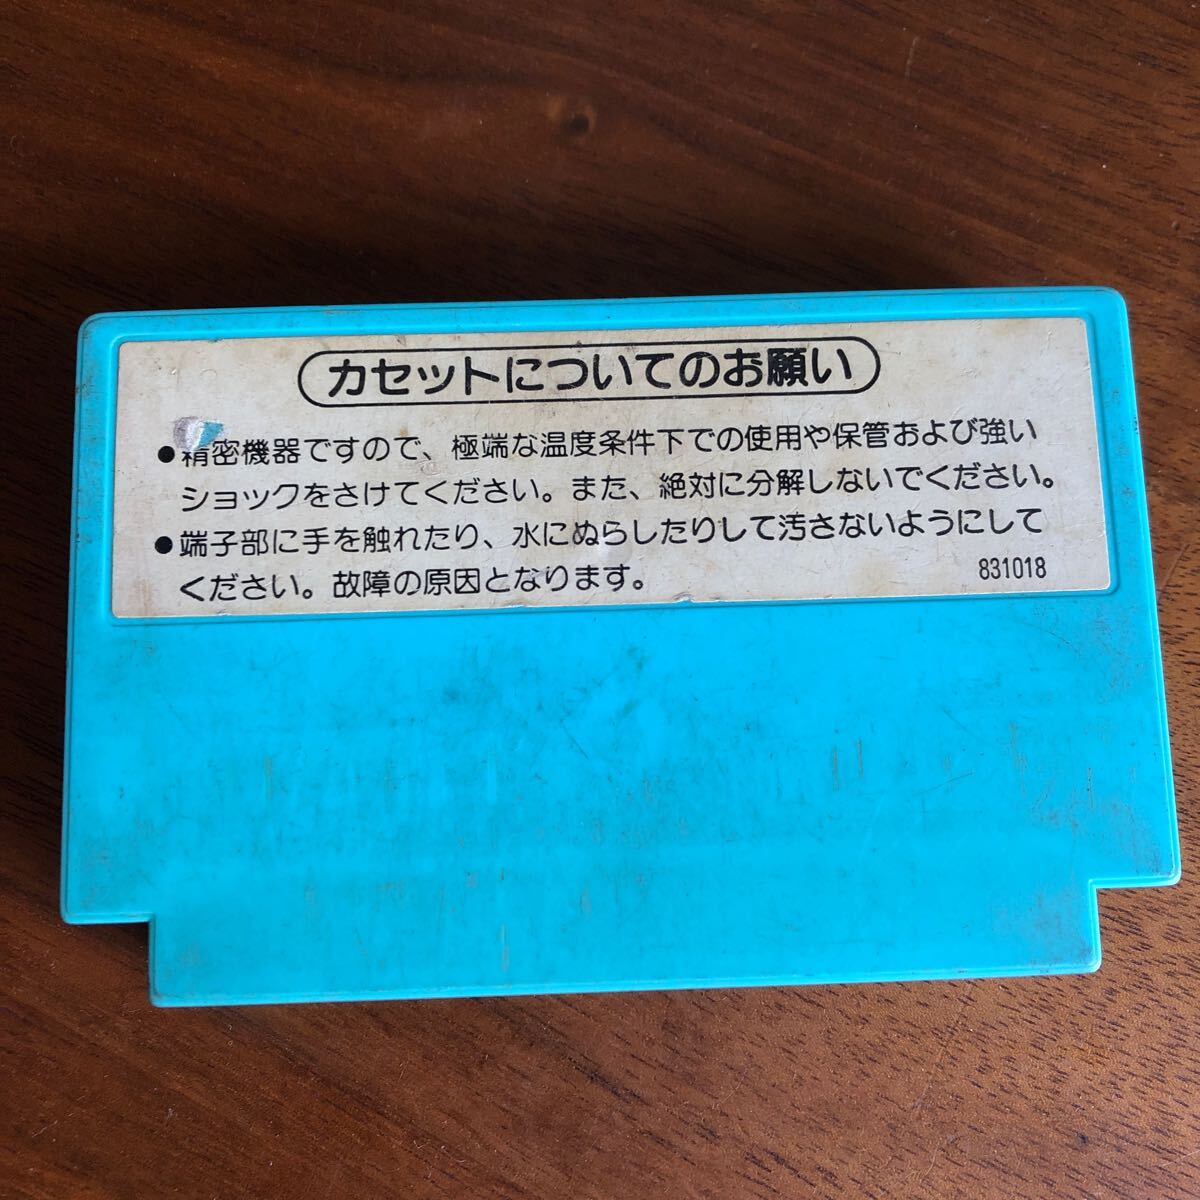 カセットについてのお願い
●精密機器ですので、極端な温度条件下での使用や保管および強い
ショックをさけてください。また、絶対に分解しないでください。
●端子部に手を触れたり、水にぬらしたりして汚さないようにして
ください。故障の原因となります。
831018